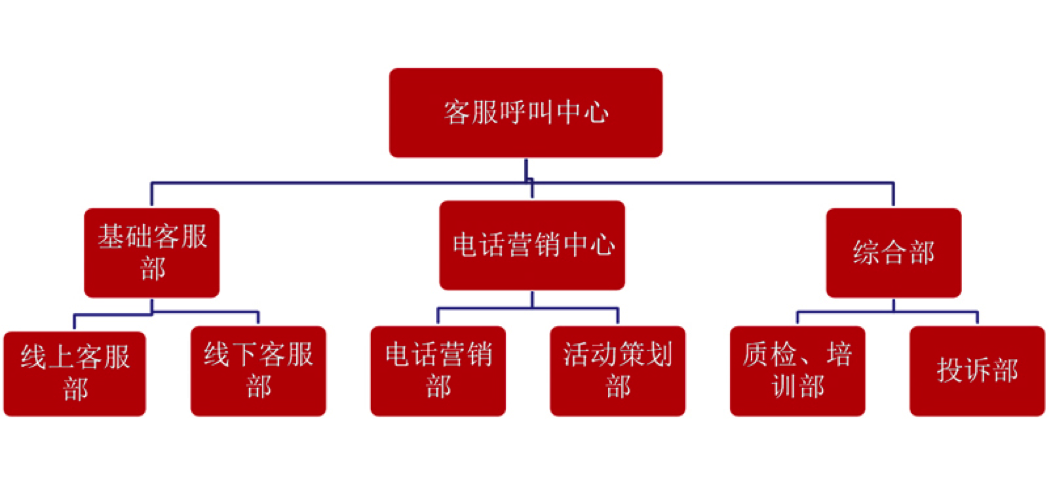 客服呼叫中心
基础客服
部
电话营销中心
综合部
线上客服
部
线下客服
部
电话营销
部
活动策划
部
质检、培
训部
投诉部